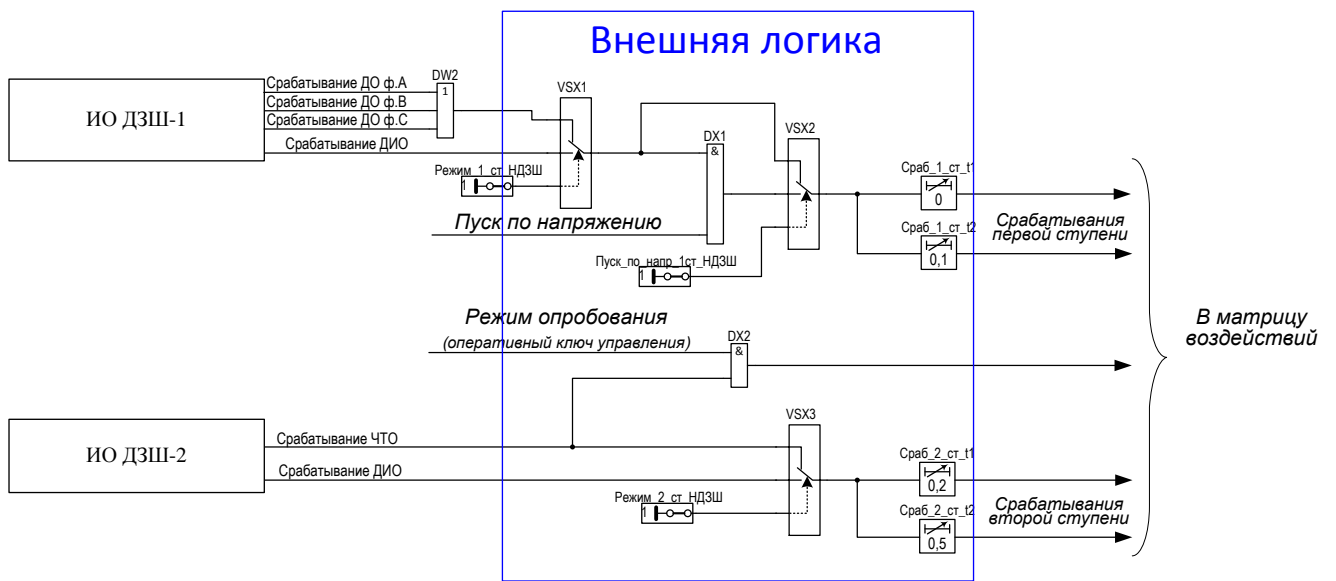 Внешняя логика
ИО ДЗШ-1
Срабатывание ДО ф.А
Срабатывание ДО ф.В
Срабатывание ДО ф.С
Срабатывание ДИО
DW2
1
VSX1
Режим_1_ст_НДЗШ
1
Пуск по напряжению
DX1
&
VSX2
Пуск_по_напр_1ст_НДЗШ
1
Сраб_1_ст_t1
0
Сраб_1_ст_t2
0,1
Срабатывания
первой ступени
Режим опробования
(оперативный ключ управления)
DX2
&
В матрицу
воздействий
ИО ДЗШ-2
Срабатывание ЧТО
Срабатывание ДИО
VSX3
Режим_2_ст_НДЗШ
1
Сраб_2_ст_t1
0,2
Сраб_2_ст_t2
0,5
Срабатывания
второй ступени